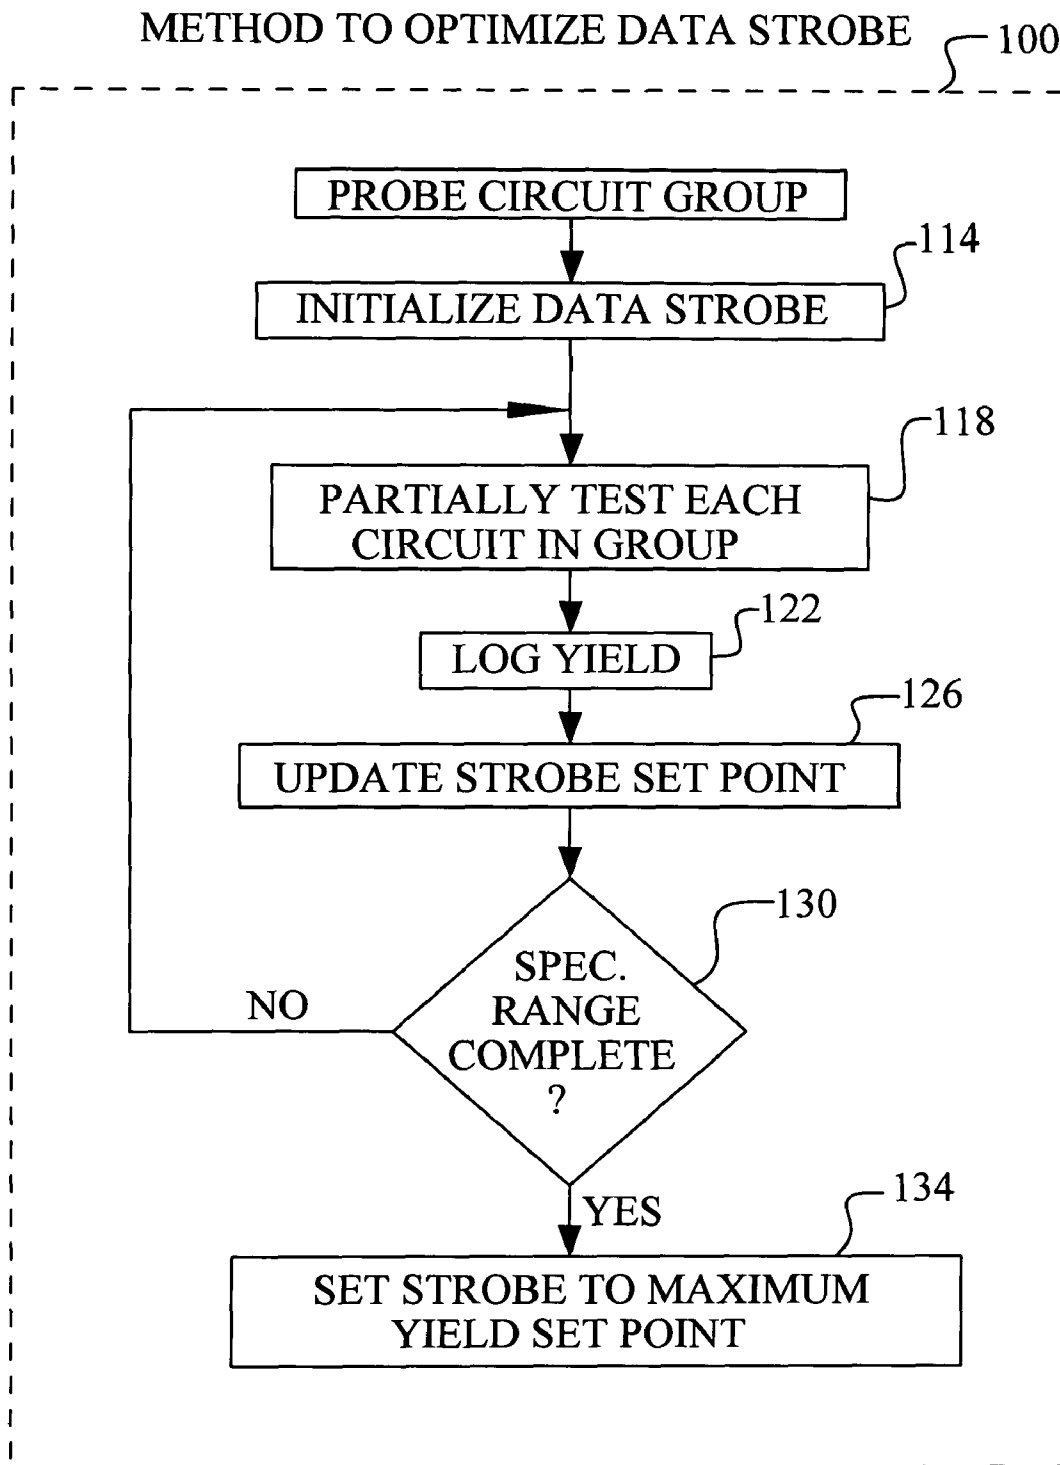 METHOD TO OPTIMIZE DATA STROBE
100
PROBE CIRCUIT GROUP
114
INITIALIZE DATA STROBE
118
PARTIALLY TEST EACH
CIRCUIT IN GROUP
122
LOG YIELD
126
UPDATE STROBE SET POINT
130
SPEC.
RANGE
COMPLETE
?
NO
YES
134
SET STROBE TO MAXIMUM
YIELD SET POINT